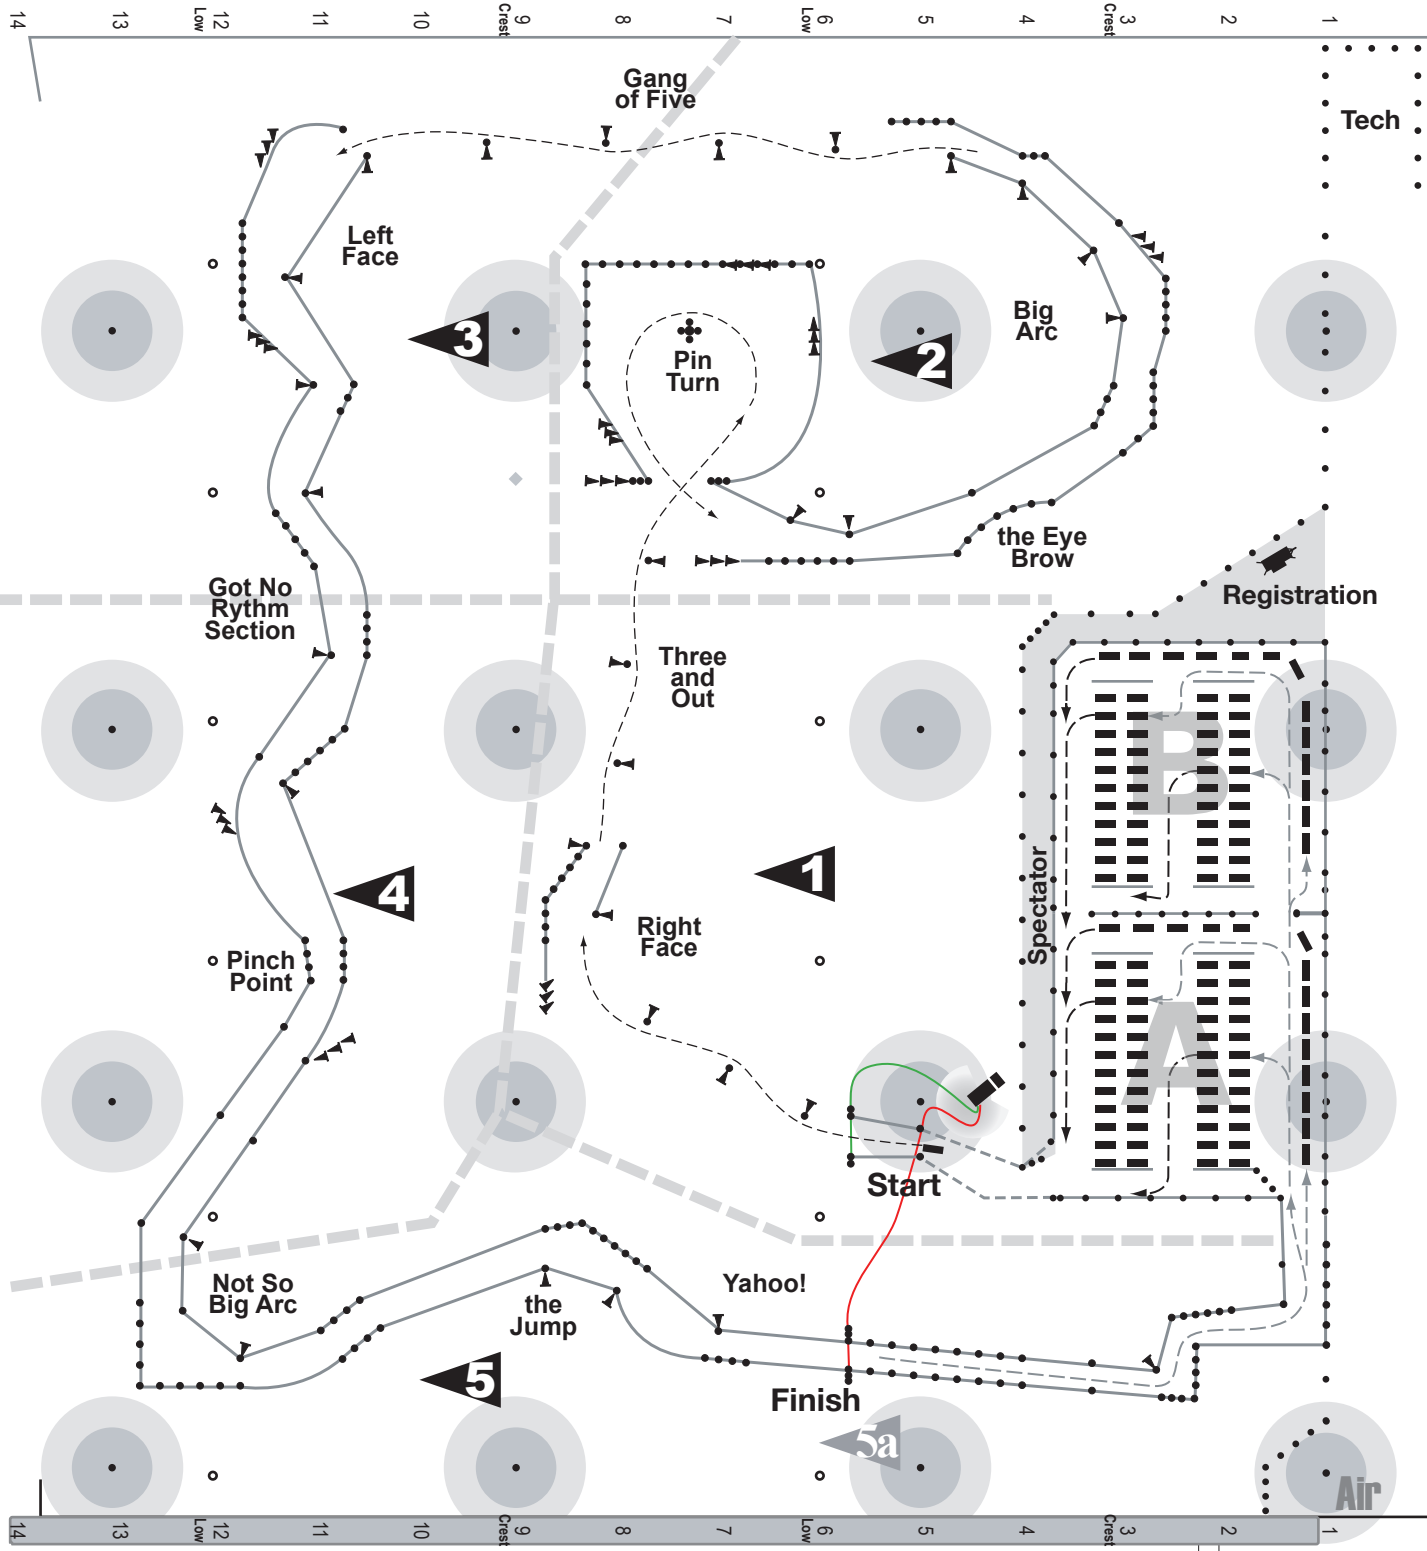 14 13 12 11 10 9 8 7 6 5 4 3 2 1
Low Crest Low Crest
Gang
of Five
Tech
Left
Face
Big
Arc
3
2
Pin
Turn
the Eye
Brow
Got No
Rythm
Section
Registration
Three
and
Out
B
1
4
Spectator
Right
Face
Pinch
Point
A
Start
Not So
Big Arc
Yahoo!
the
Jump
5
Finish
5a
Air
14 13 12 11 10 9 8 7 6 5 4 3 2 1
Low Crest Low Crest